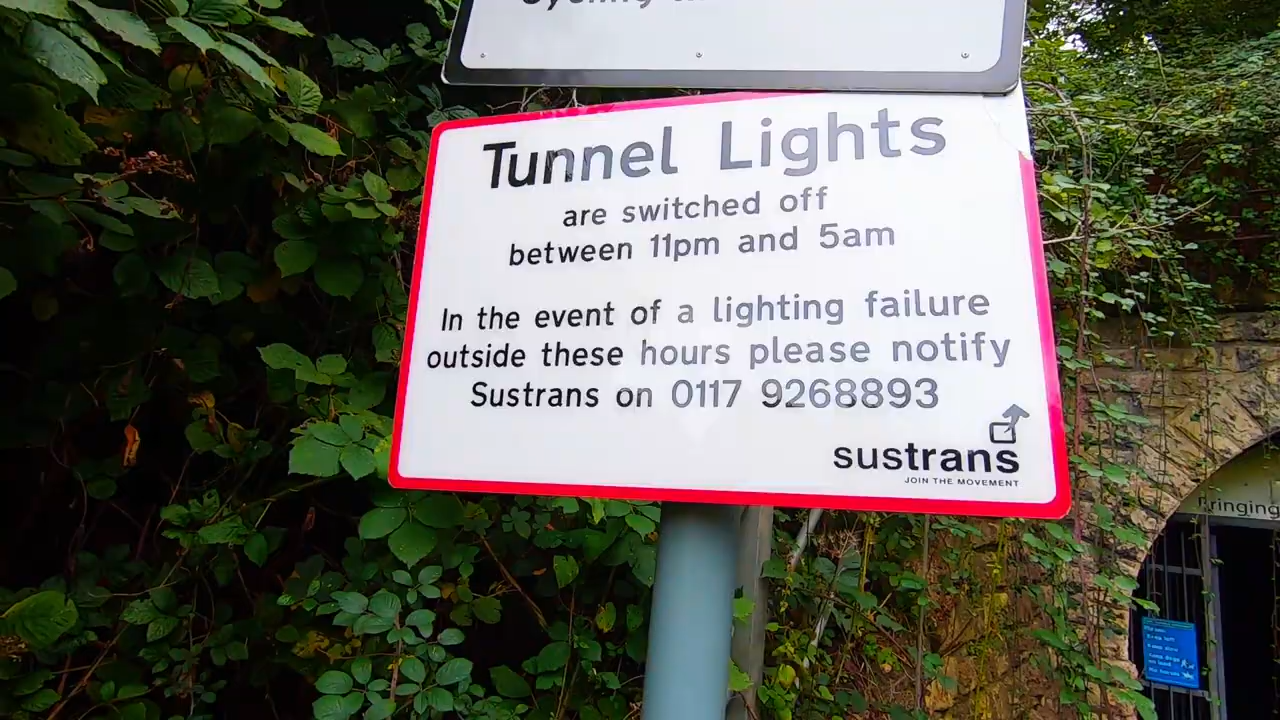 Tunnel Lights
are switched off
between 11pm and 5am
In the event of a lighting failure
outside these hours please notify
Sustrans on 0117 9268893
sustrans
JOIN THE MOVEMENT